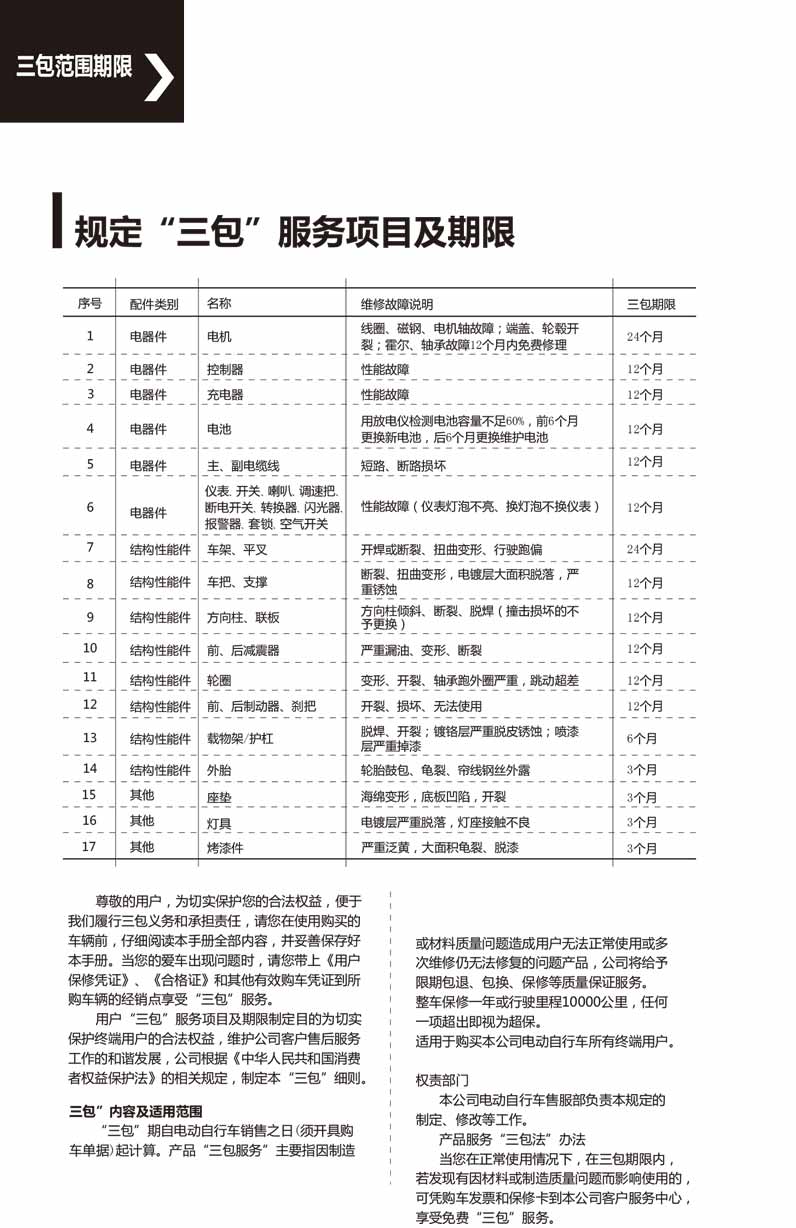 三包范围期限
规定“三包”服务项目及期限
序号 配件类别 名称 维修故障说明 三包期限
1 电器件 电机 线圈、磁钢、电机轴故障；端盖、轮毂开
裂；霍尔、轴承故障12个月内免费修理 24个月
2 电器件 控制器 性能故障 12个月
3 电器件 充电器 性能故障 12个月
4 电器件 电池 用放电仪检测电池容量不足60%，前6个月
更换新电池，后6个月更换维护电池 12个月
5 电器件 主、副电缆线 短路、断路损坏 12个月
6 电器件 仪表.开关.喇叭.调速把.
断电开关.转换器.闪光器.
报警器.套锁.空气开关 性能故障（仪表灯泡不亮、换灯泡不换仪表） 12个月
7 结构性能件 车架、平叉 开焊或断裂、扭曲变形、行驶跑偏 24个月
8 结构性能件 车把、支撑 断裂、扭曲变形，电镀层大面积脱落，严
重锈蚀 12个月
9 结构性能件 方向柱、联板 方向柱倾斜、断裂、脱焊（撞击损坏的不
予更换） 12个月
10 结构性能件 前、后减震器 严重漏油、变形、断裂 12个月
11 结构性能件 轮圈 变形、开裂、轴承跑外圈严重，跳动超差 12个月
12 结构性能件 前、后制动器、刹把 开裂、损坏、无法使用 12个月
13 结构性能件 载物架/护杠 脱焊、开裂；镀铬层严重脱皮锈蚀；喷漆
层严重掉漆 6个月
14 结构性能件 外胎 轮胎鼓包、龟裂、帘线钢丝外露 3个月
15 其他 座垫 海绵变形，底板凹陷，开裂 3个月
16 其他 灯具 电镀层严重脱落，灯座接触不良 3个月
17 其他 烤漆件 严重泛黄，大面积龟裂、脱漆 3个月
尊敬的用户，为切实保护您的合法权益，便于
我们履行三包义务和承担责任，请您在使用购买的
车辆前，仔细阅读本手册全部内容，并妥善保存好
本手册。当您的爱车出现问题时，请您带上《用户
保修凭证》、《合格证》和其他有效购车凭证到所
购车辆的经销点享受“三包”服务。
用户“三包”服务项目及期限制定目的为切实
保护终端用户的合法权益，维护公司客户售后服务
工作的和谐发展，公司根据《中华人民共和国消费
者权益保护法》的相关规定，制定本“三包”细则。
三包”内容及适用范围
“三包”期自电动自行车销售之日(须开具购
车单据)起计算。产品“三包服务”主要指因制造
或材料质量问题造成用户无法正常使用或多
次维修仍无法修复的问题产品，公司将给予
限期包退、包换、保修等质量保证服务。
整车保修一年或行驶里程10000公里，任何
一项超出即视为超保。
适用于购买本公司电动自行车所有终端用户。
权责部门
本公司电动自行车售服部负责本规定的
制定、修改等工作。
产品服务“三包法”办法
当您在正常使用情况下，在三包期限内，
若发现有因材料或制造质量问题而影响使用的，
可凭购车发票和保修卡到本公司客户服务中心，
享受免费“三包”服务。